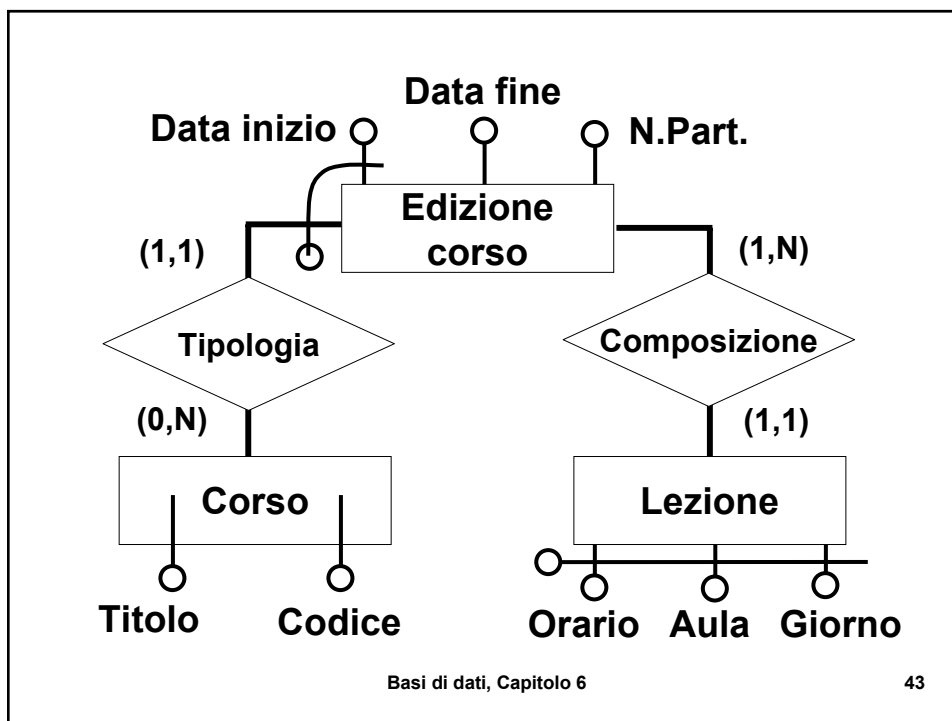 Data fine
Data inizio
N.Part.
Edizione
corso
(1,1)
(1,N)
Tipologia
Composizione
(0,N)
(1,1)
Corso
Lezione
Titolo
Codice
Orario
Aula
Giorno
Basi di dati, Capitolo 6
43